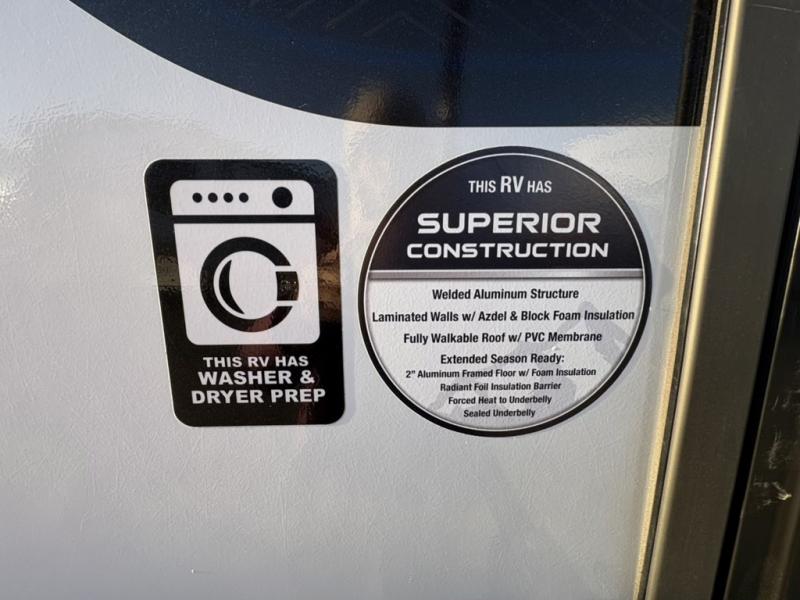 THIS RV HAS
WASHER &
DRYER PREP
THIS RV HAS
SUPERIOR
CONSTRUCTION
Welded Aluminum Structure
Laminated Walls w/ Azdel & Block Foam Insulation
Fully Walkable Roof w/ PVC Membrane
Extended Season Ready:
2" Aluminum Framed Floor w/ Foam Insulation
Radiant Foil Insulation Barrier
Forced Heat to Underbelly
Sealed Underbelly